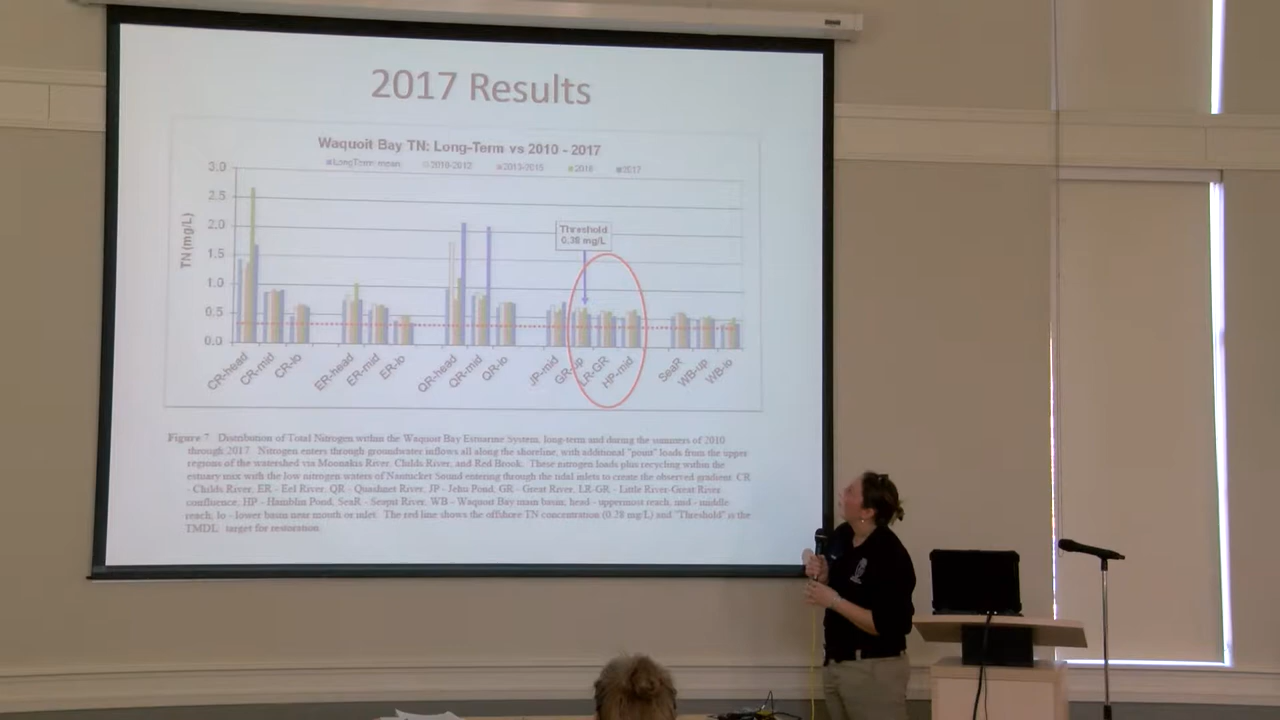 2017 Results
Waquoit Bay TN: Long-Term vs 2010 - 2017
LongTerm mean 2010-2012 2010-2015 2016 2017
3.0
2.5
2.0
1.5
1.0
0.5
0.0
TN (mg/L)
Threshold
0.38 mg/L
CR-head
CR-mid
CR-lo
ER-head
ER-mid
ER-lo
QR-head
QR-mid
QR-lo
JP-mid
GR-up
LR-GR
HP-mid
SeaR
WB-up
WB-lo
Figure 7 Distribution of Total Nitrogen within the Waquoit Bay Estuarine System, long-term and during the summers of 2010
through 2017 Nitrogen enters through groundwater inflows all along the shoreline, with additional "point" loads from the upper
regions of the watershed via Moonakis River, Childs River, and Red Brook. These nitrogen loads plus recycling within the
estuary mix with the low nitrogen waters of Nantucket Sound entering through the tidal inlets to create the observed gradient. CR
- Childs River, ER - Eel River, QR - Quashnet River, JP - Jehu Pond, GR - Great River, LR-GR - Little River-Great River
confluence, HP - Hamblin Pond, SeaR - Seapit River, WB - Waquoit Bay main basin; head - uppermost reach, mid - middle
reach, lo - lower basin near mouth or inlet. The red line shows the offshore TN concentration (0.28 mg/L) and "Threshold" is the
TMDL target for restoration.